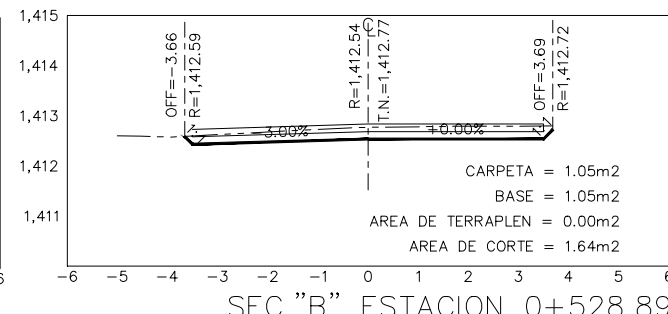 1,415
1,414
1,413
1,412
1,411
OFF=-3.66
R=1,412.59
R=1,412.54
℄
T.N.=1,412.77
OFF=3.69
R=1,412.72
3.00%
+0.00%
CARPETA = 1.05m2
BASE = 1.05m2
AREA DE TERRAPLEN = 0.00m2
AREA DE CORTE = 1.64m2
6
-6 -5 -4 -3 -2 -1 0 1 2 3 4 5 6
SEC "B" ESTACION 0+528.89